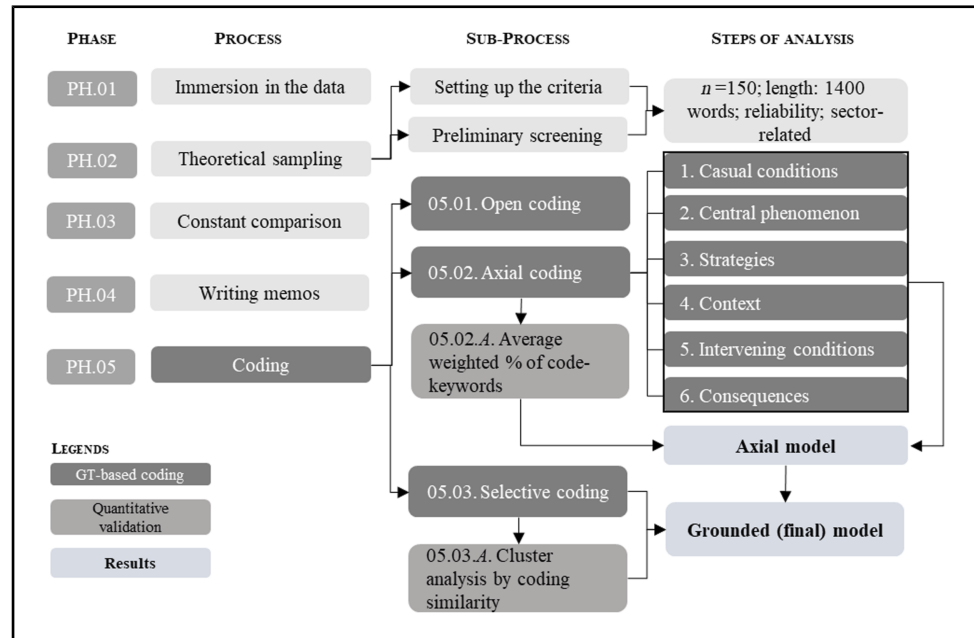 PHASE
PROCESS
SUB-PROCESS
STEPS OF ANALYSIS
PH.01
Immersion in the data
Setting up the criteria
n =150; length: 1400
words; reliability; sector-
related
Preliminary screening
PH.02
Theoretical sampling
1. Casual conditions
05.01. Open coding
2. Central phenomenon
PH.03
Constant comparison
3. Strategies
05.02. Axial coding
PH.04
Writing memos
4. Context
05.02.A. Average
weighted % of code-
keywords
5. Intervening conditions
PH.05
Coding
6. Consequences
LEGENDS
GT-based coding
Quantitative
validation
Results
Axial model
05.03. Selective coding
Grounded (final) model
05.03.A. Cluster
analysis by coding
similarity